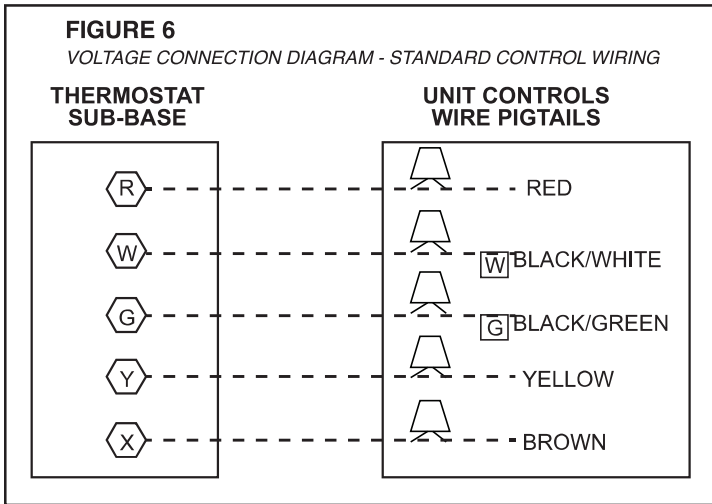 FIGURE 6
VOLTAGE CONNECTION DIAGRAM - STANDARD CONTROL WIRING
THERMOSTAT
SUB-BASE
UNIT CONTROLS
WIRE PIGTAILS
R RED
W W BLACK/WHITE
G G BLACK/GREEN
Y YELLOW
X BROWN